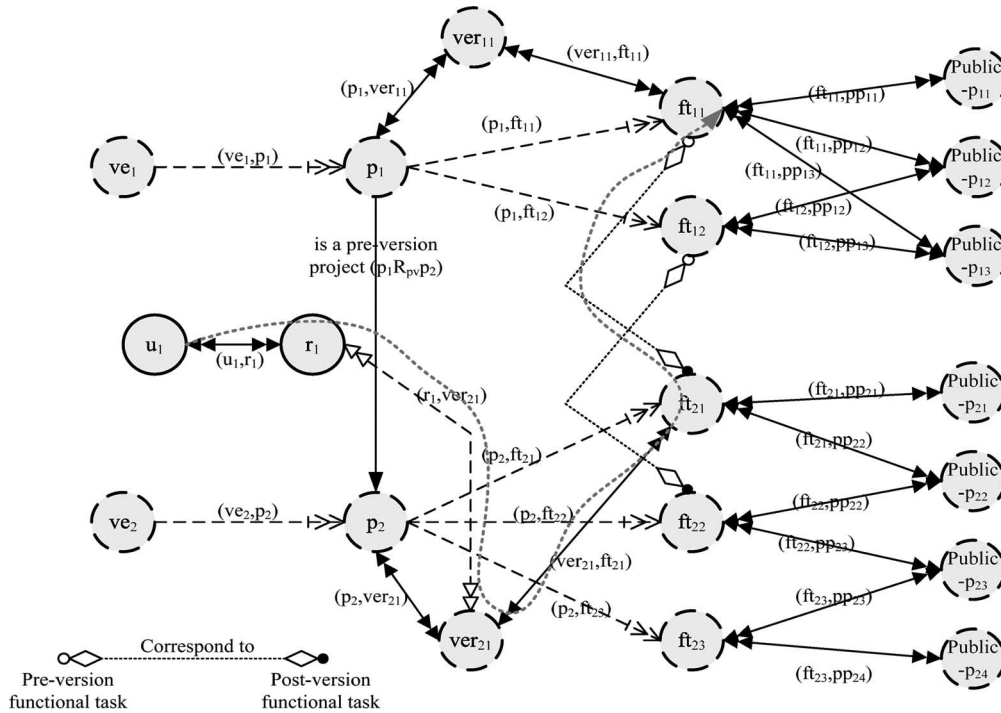 ver₁₁
(ver₁₁,ft₁₁)
Public
-p₁₁
(p₁,ver₁₁)
ft₁₁
(ft₁₁,pp₁₁)
(p₁,ft₁₁)
(ft₁₁,pp₁₂)
Public
-p₁₂
ve₁
(ve₁,p₁)
p₁
(ft₁₁,pp₁₃)
(p₁,ft₁₂)
ft₁₂
(ft₁₂,pp₁₂)
(ft₁₂,pp₁₃)
Public
-p₁₃
is a pre-version
project (p₁Rₚᵥp₂)
u₁
(u₁,r₁)
r₁
(r₁,ver₂₁)
ft₂₁
(ft₂₁,pp₂₁)
Public
-p₂₁
(ft₂₁,pp₂₂)
(p₂,ft₂₁)
Public
-p₂₂
ve₂
(ve₂,p₂)
p₂
(p₂,ft₂₂)
ft₂₂
(ft₂₂,pp₂₂)
(ft₂₂,pp₂₃)
(ver₂₁,ft₂₁)
Public
-p₂₃
(p₂,ver₂₁)
(p₂,ft₂₃)
(ft₂₃,pp₂₃)
ver₂₁
ft₂₃
Public
-p₂₄
(ft₂₃,pp₂₄)
Correspond to
Pre-version
functional task
Post-version
functional task